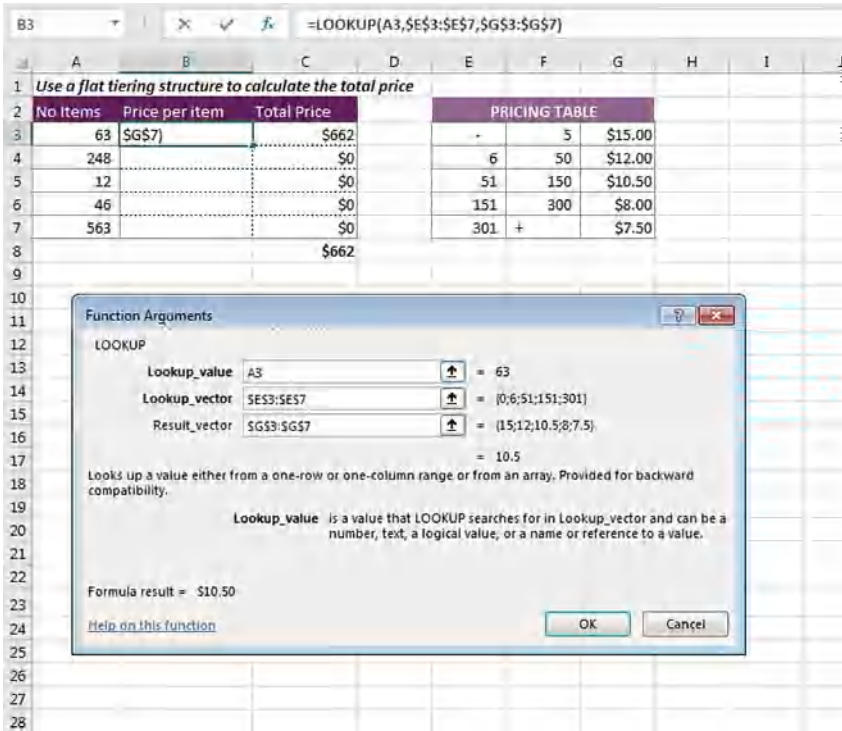 B3 fx =LOOKUP(A3,$E$3:$E$7,$G$3:$G$7)
A B C D E F G H I J
1 Use a flat tiering structure to calculate the total price
2 No Items Price per item Total Price PRICING TABLE
3 63 $G$7) $662 - 5 $15.00
4 248 $0 6 50 $12.00
5 12 $0 51 150 $10.50
6 46 $0 151 300 $8.00
7 563 $0 301 + $7.50
8 $662
9
10
11
12
13
14
15
16
17
18
19
20
21
22
23
24
25
26
27
28
Function Arguments ?
LOOKUP
Lookup_value A3 = 63
Lookup_vector $E$3:$E$7 = {0;6;51;151;301}
Result_vector $G$3:$G$7 = {15;12;10.5;8;7.5}
= 10.5
Looks up a value either from a one-row or one-column range or from an array. Provided for backward
compatibility.
Lookup_value is a value that LOOKUP searches for in Lookup_vector and can be a
number, text, a logical value, or a name or reference to a value.
Formula result = $10.50
Help on this function OK Cancel